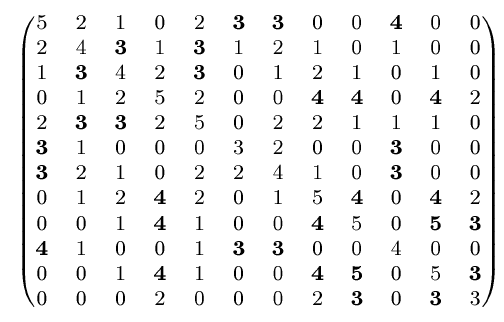 5 2 1 0 2 3 3 0 0 4 0 0
2 4 3 1 3 1 2 1 0 1 0 0
1 3 4 2 3 0 1 2 1 0 1 0
0 1 2 5 2 0 0 4 4 0 4 2
2 3 3 2 5 0 2 2 1 1 1 0
3 1 0 0 0 3 2 0 0 3 0 0
3 2 1 0 2 2 4 1 0 3 0 0
0 1 2 4 2 0 1 5 4 0 4 2
0 0 1 4 1 0 0 4 5 0 5 3
4 1 0 0 1 3 3 0 0 4 0 0
0 0 1 4 1 0 0 4 5 0 5 3
0 0 0 2 0 0 0 2 3 0 3 3